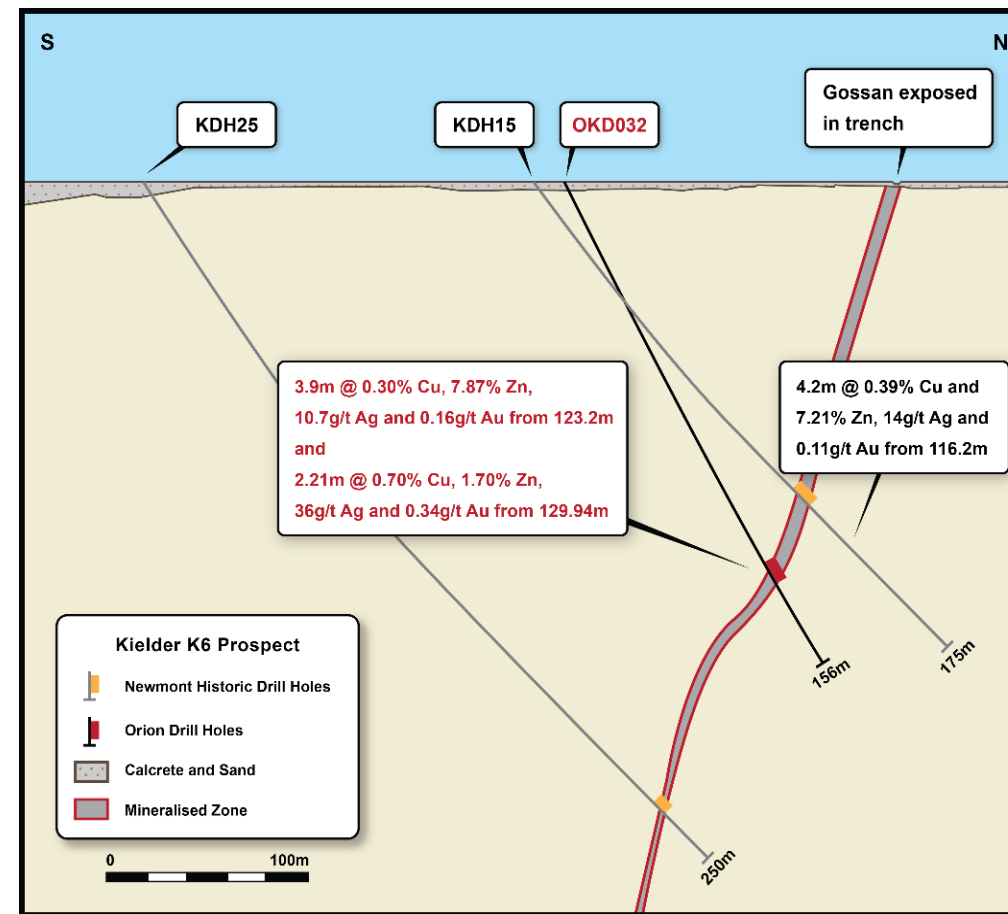 S
N
KDH25
KDH15
OKD032
Gossan exposed
in trench
3.9m @ 0.30% Cu, 7.87% Zn,
10.7g/t Ag and 0.16g/t Au from 123.2m
and
2.21m @ 0.70% Cu, 1.70% Zn,
36g/t Ag and 0.34g/t Au from 129.94m
4.2m @ 0.39% Cu and
7.21% Zn, 14g/t Ag and
0.11g/t Au from 116.2m
156m
175m
250m
Kielder K6 Prospect
Newmont Historic Drill Holes
Orion Drill Holes
Calcrete and Sand
Mineralised Zone
0
100m